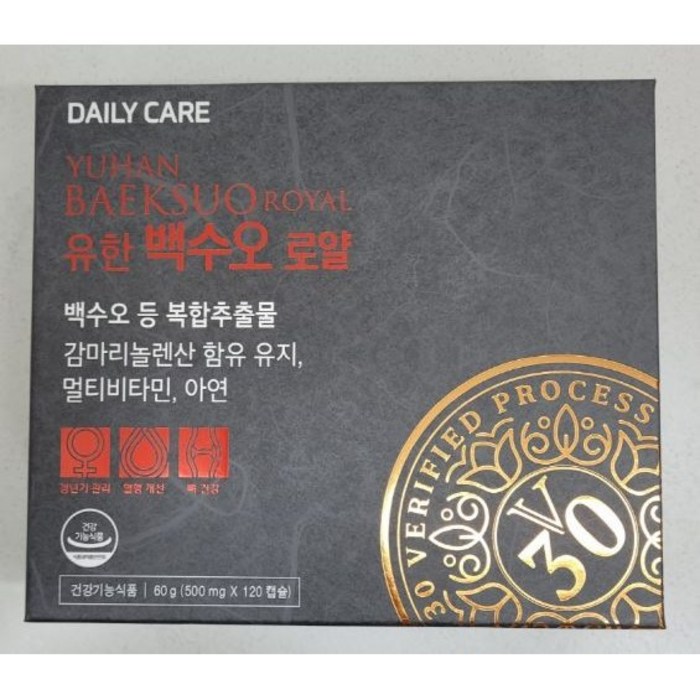 DAILY CARE
YUHAN
BAEKSUO ROYAL
유한 백수오 로얄
백수오 등 복합추출물
감마리놀렌산 함유 유지,
멀티비타민, 아연
갱년기 관리 혈행 개선 뼈 건강
건강
기능식품
건강기능식품 | 60 g (500 mg X 120 캡슐)
30 VERIFIED PROCESS
V
30